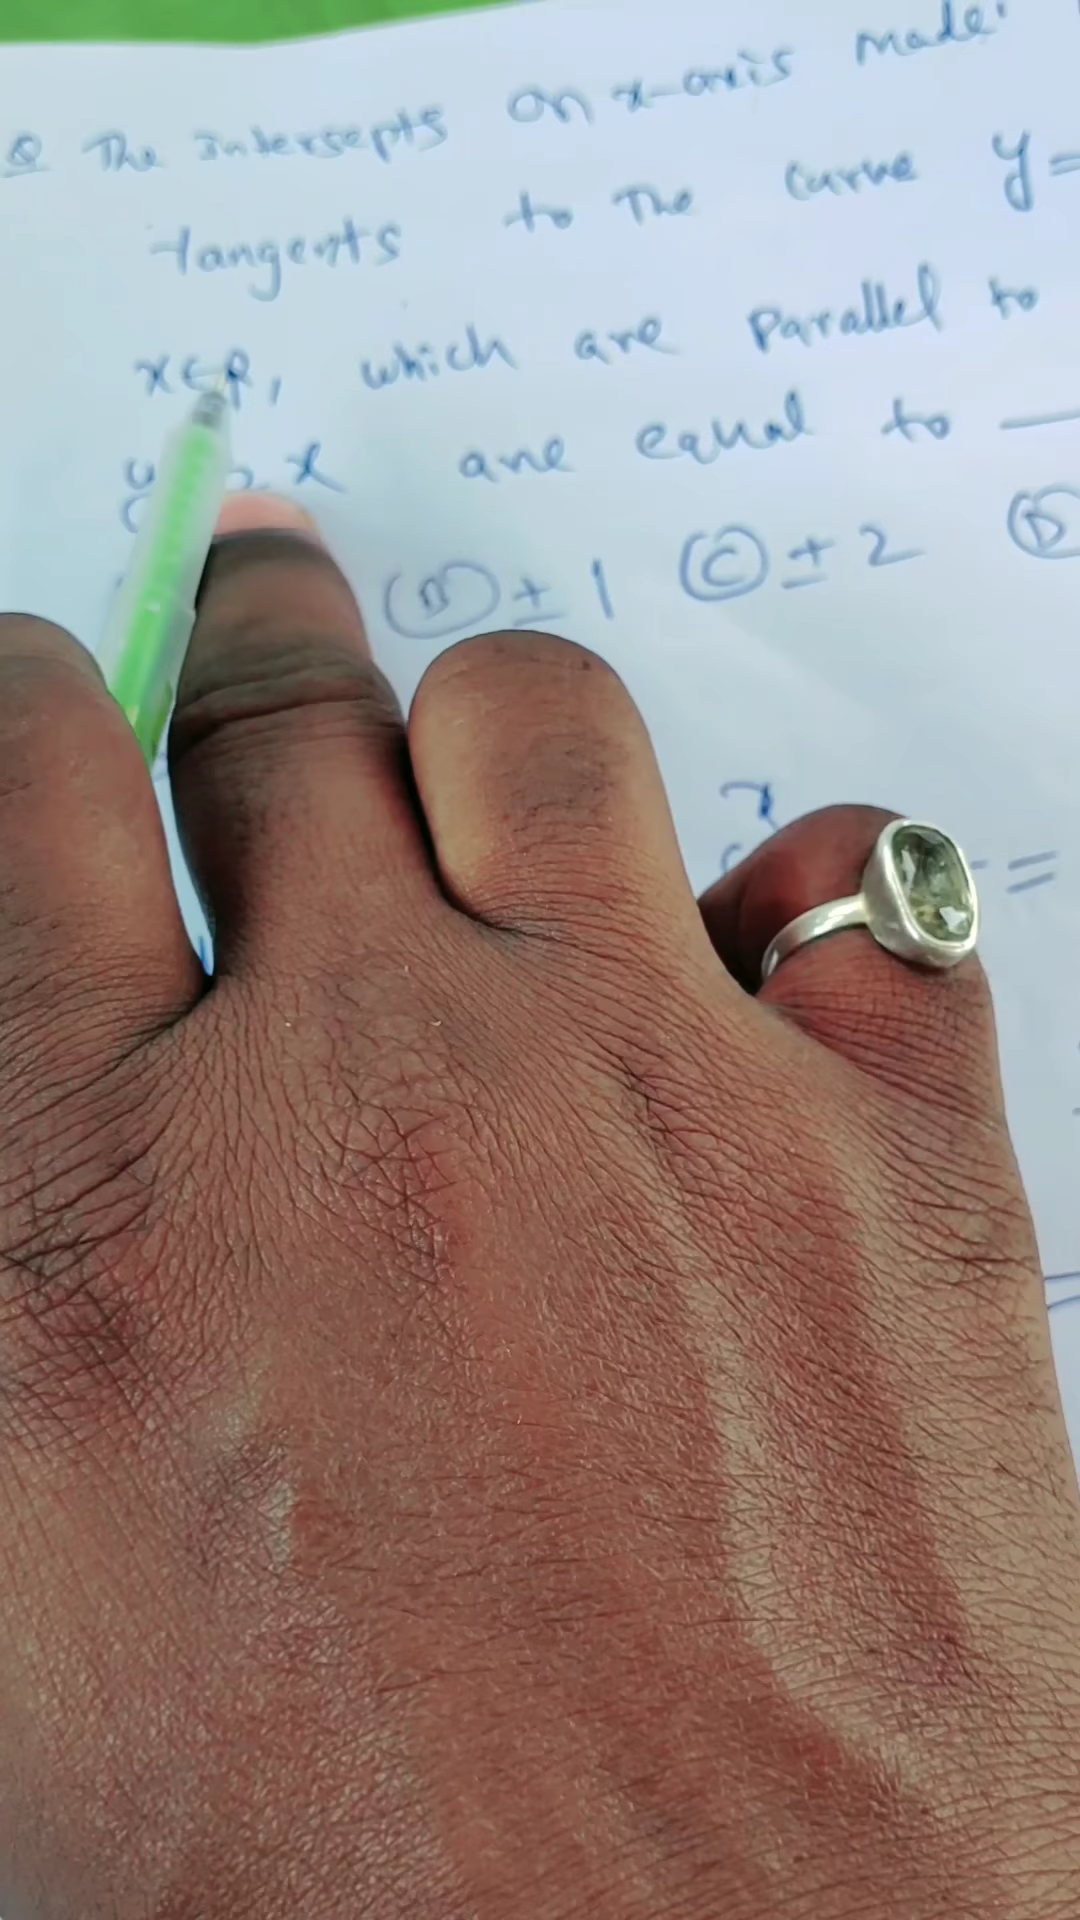 Q The Intersepts on x-axis made
tangents to the curve y=
x∈R, which are parallel to
x are equal to —
(B) ± 1 (C) ± 2 (D)
x
=